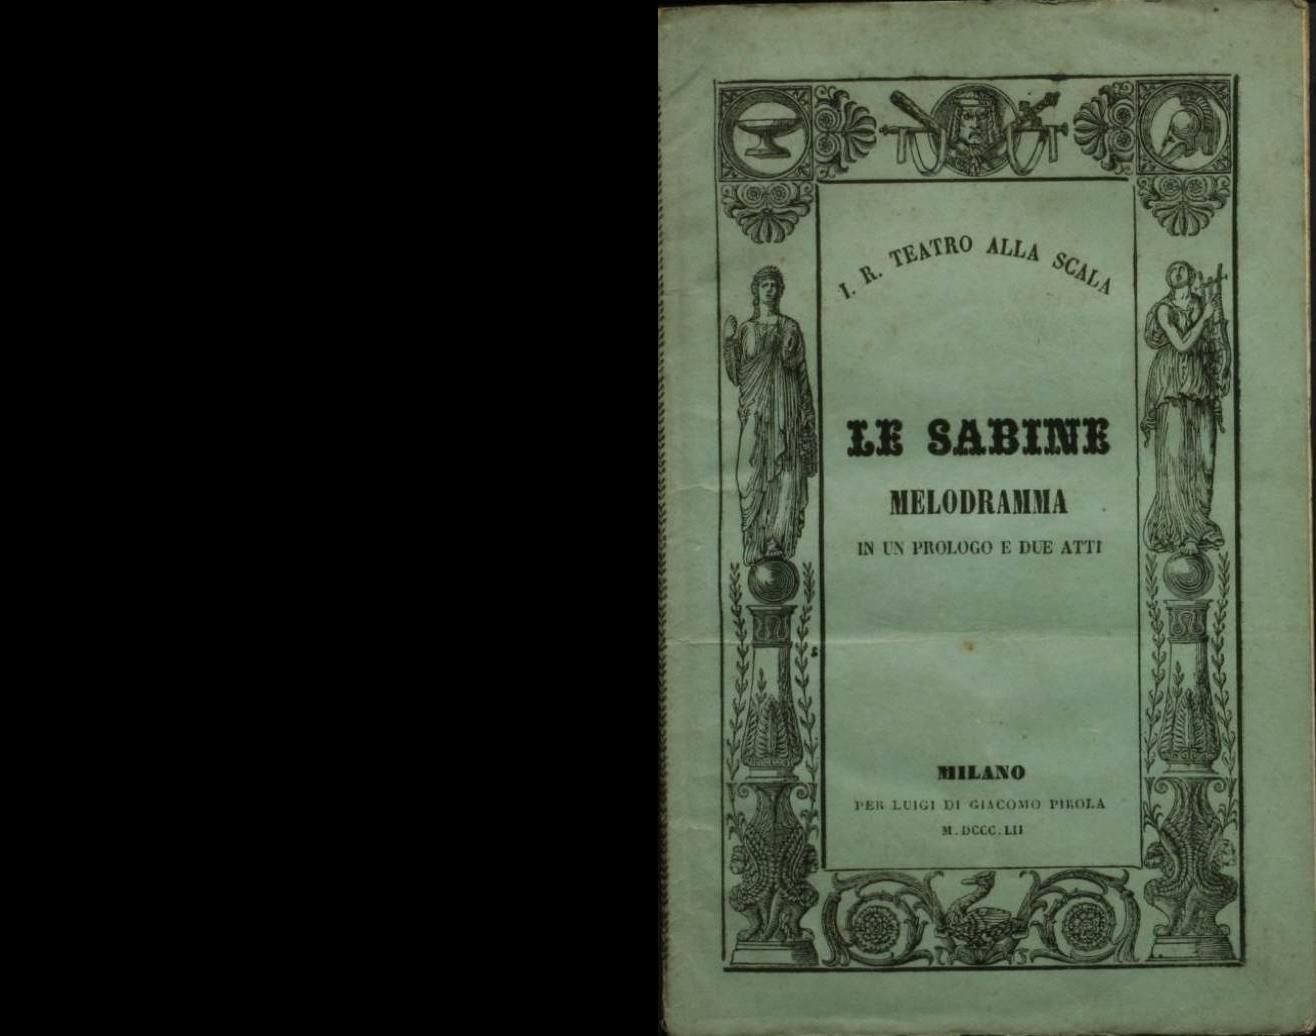 I. R. TEATRO ALLA SCALA
LE SABINE
MELODRAMMA
IN UN PROLOGO E DUE ATTI
MILANO
PER LUIGI DI GIACOMO PIROLA
M. DCCC. LII